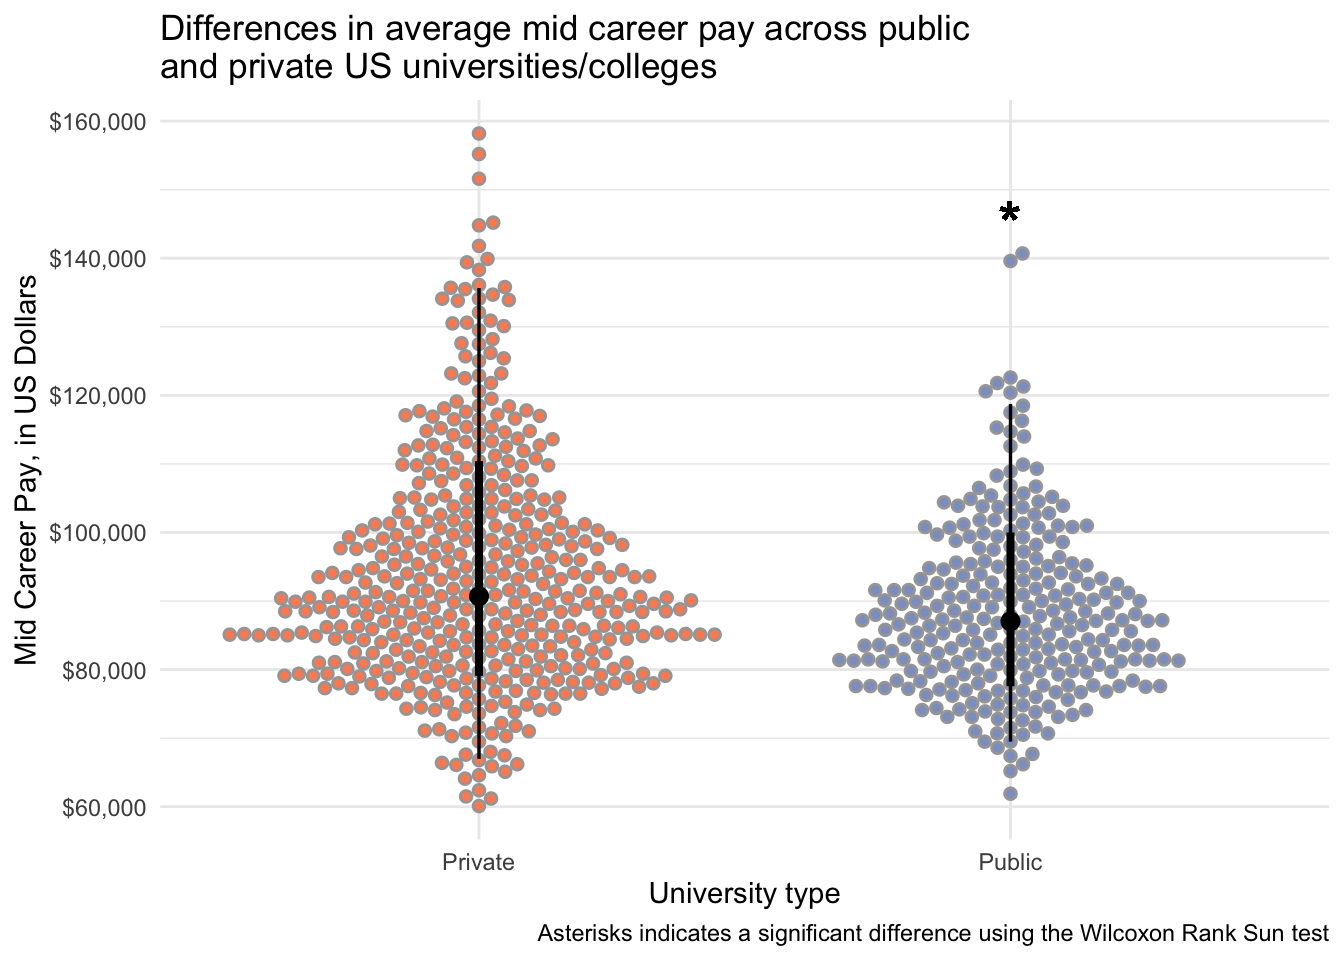 Differences in average mid career pay across public
and private US universities/colleges
Mid Career Pay, in US Dollars
$160,000
$140,000
$120,000
$100,000
$80,000
$60,000
*
Private
Public
University type
Asterisks indicates a significant difference using the Wilcoxon Rank Sun test